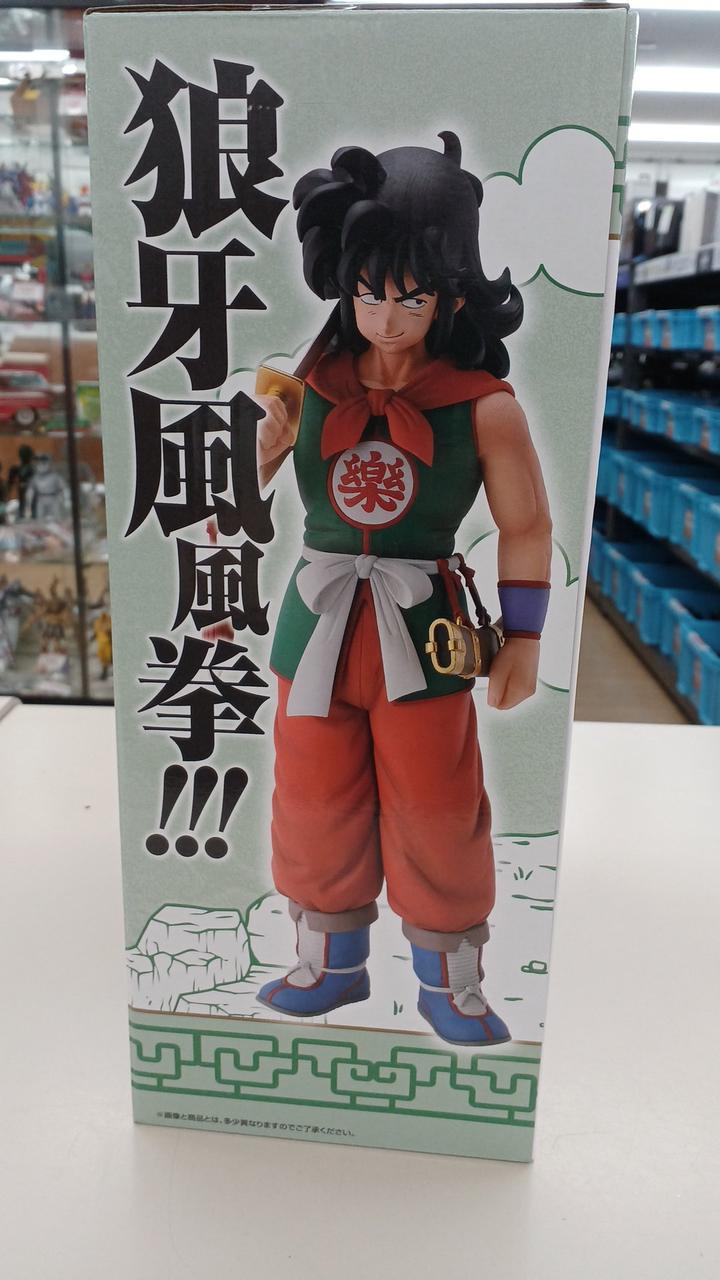 狼牙風風拳!!!
樂
※画像と商品とは、多少異なりますのでご了承ください。